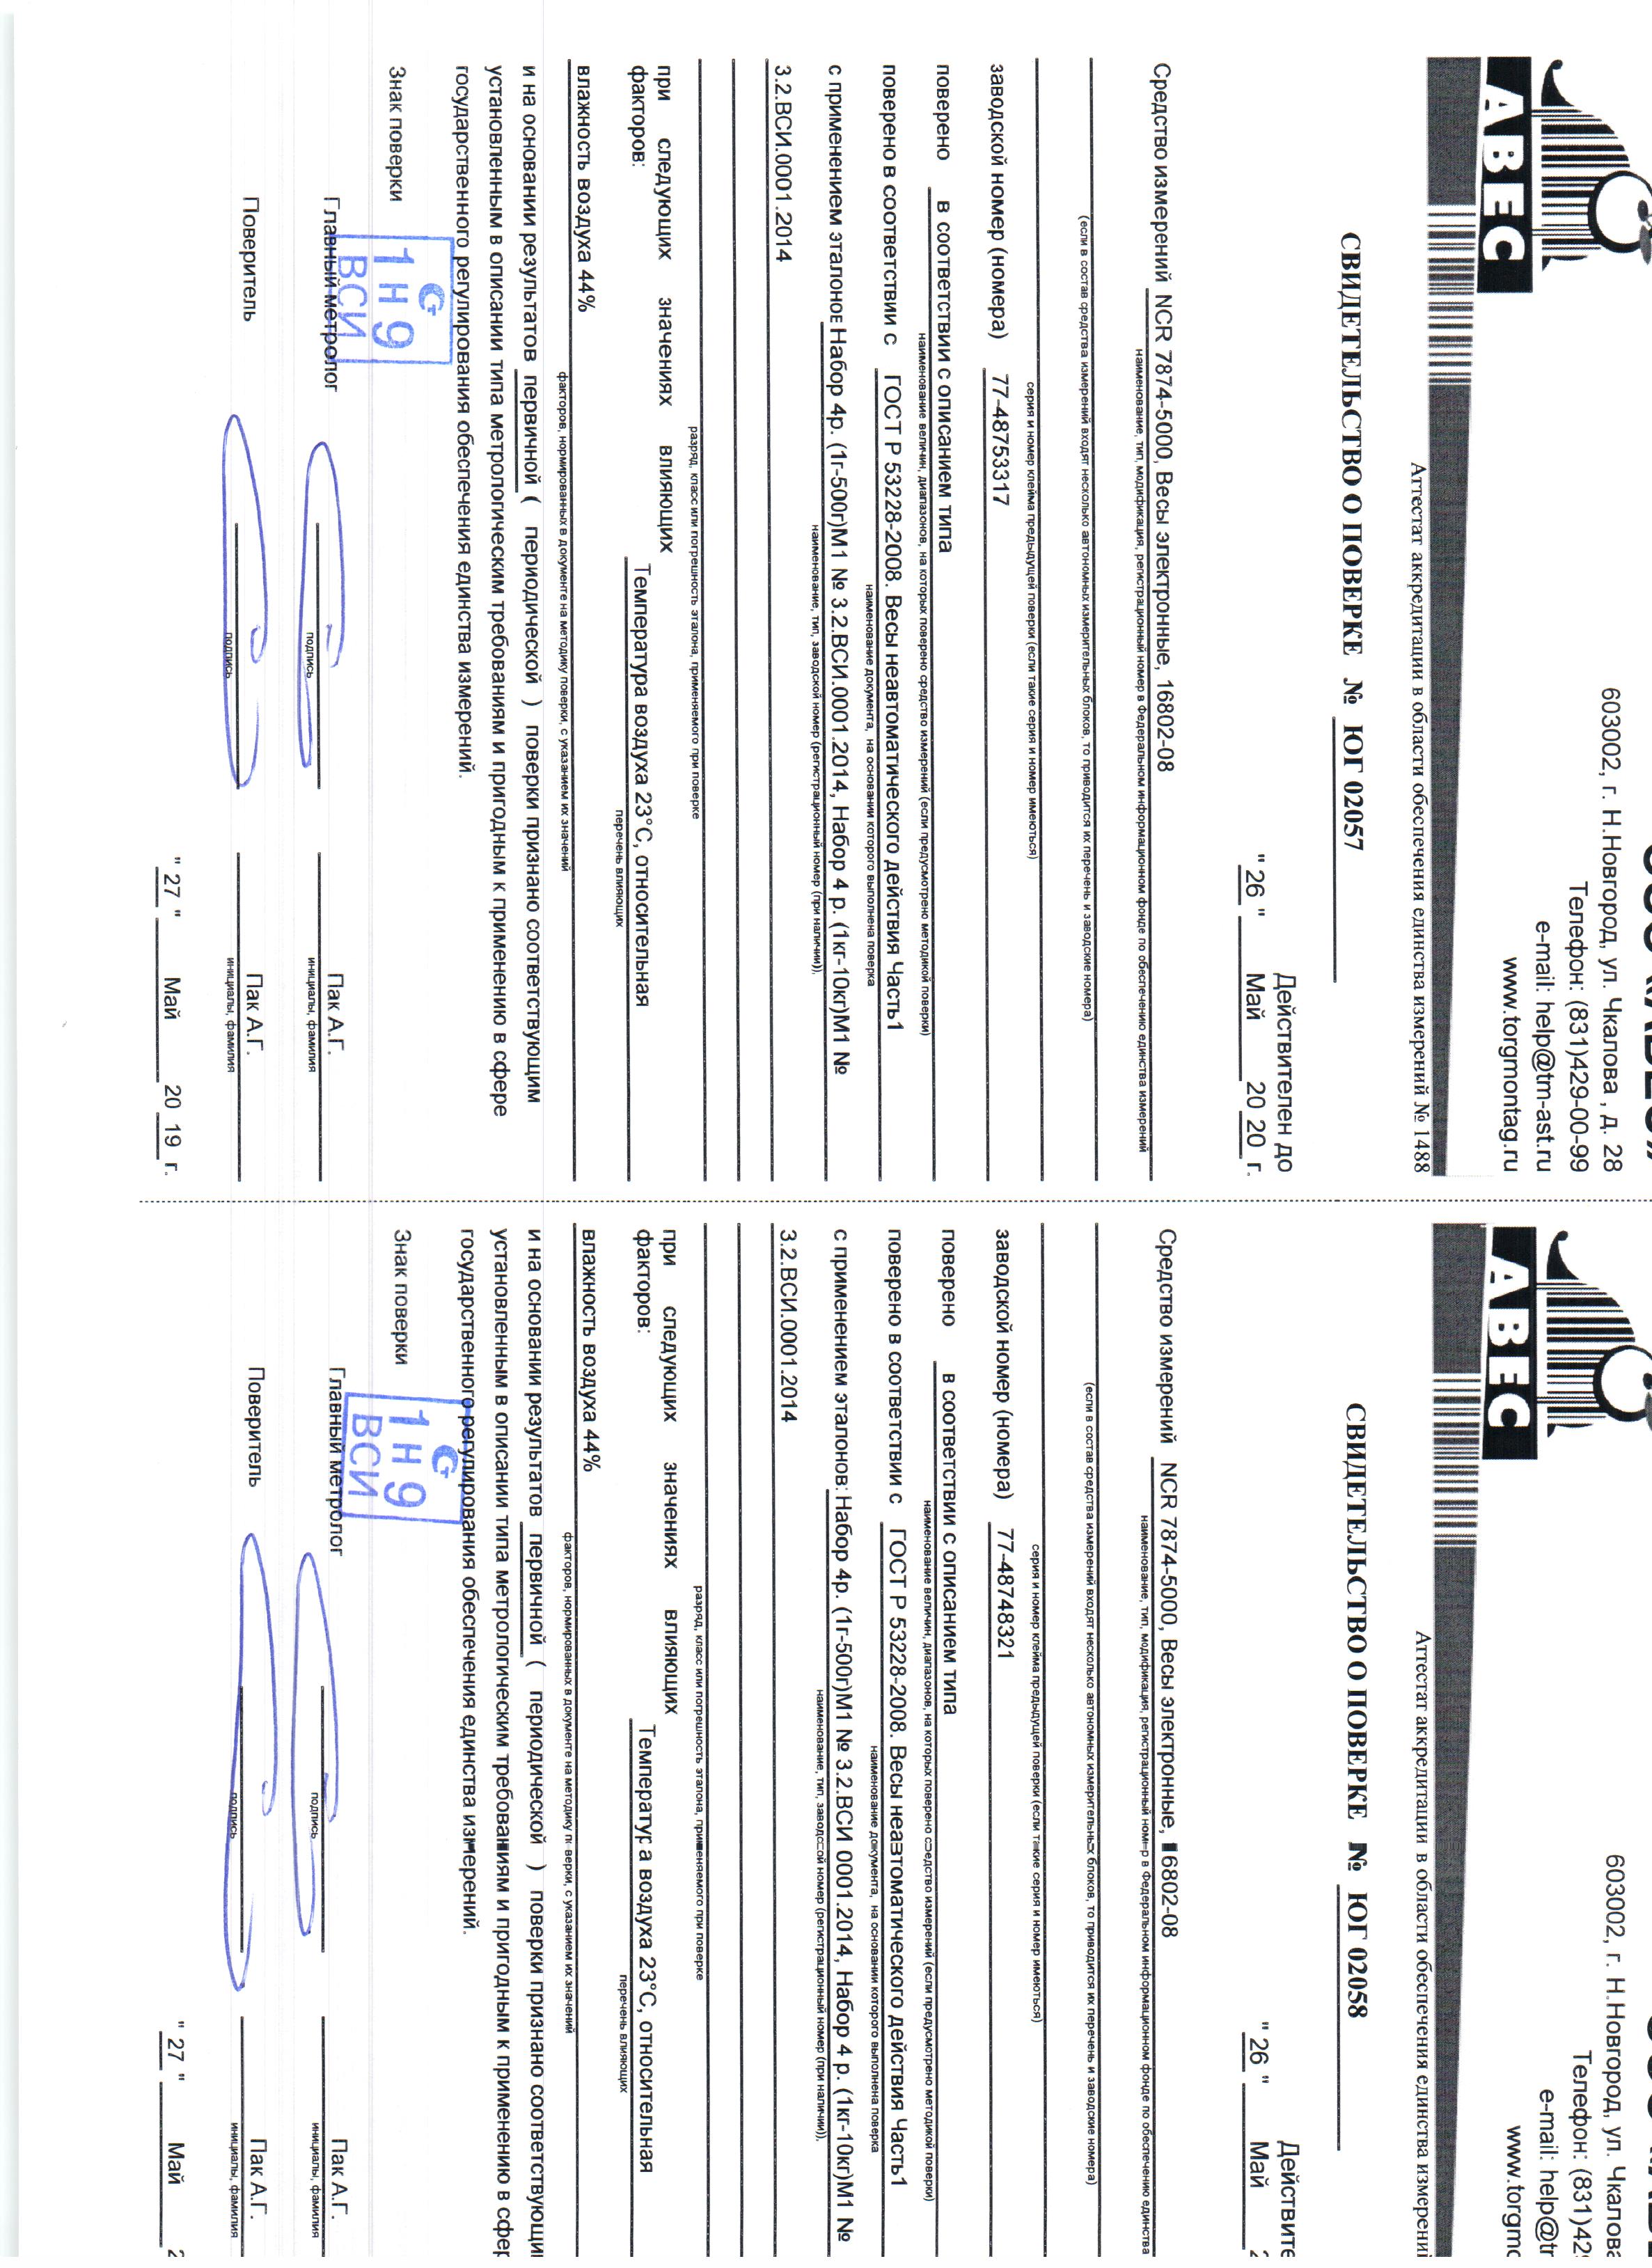 АВЕС
603002, г. Н.Новгород, ул. Чкалова , д. 28
Телефон: (831)429-00-99
e-mail: help@tm-ast.ru
www.torgmontag.ru
Аттестат аккредитации в области обеспечения единства измерений № 1488
СВИДЕТЕЛЬСТВО О ПОВЕРКЕ № ЮГ 02057
Действителен до
" 26 " Май 20 20 г.
Средство измерений NCR 7874-5000, Весы электронные, 16802-08
наименование, тип, модификация, регистрационный номер в Федеральном информационном фонде по обеспечению единства измерений
(если в состав средства измерений входят несколько автономных измерительных блоков, то приводится их перечень и заводские номера)
серия и номер клейма предыдущей поверки (если такие серия и номер имеються)
заводской номер (номера) 77-48753317
поверено в соответствии с описанием типа
наименование величин, диапазонов, на которых поверено средство измерений (если предусмотрено методикой поверки)
поверено в соответствии с ГОСТ Р 53228-2008. Весы неавтоматического действия Часть1
наименование документа, на основании которого выполнена поверка
с применением эталонов Набор 4р. (1г-500г)М1 № 3.2.ВСИ.0001.2014, Набор 4 р. (1кг-10кг)М1 №
наименование, тип, заводской номер (регистрационный номер (при наличии)),
3.2.ВСИ.0001.2014
разряд, класс или погрешность эталона, применяемого при поверке
при следующих значениях влияющих
факторов: Температура воздуха 23°С, относительная
перечень влияющих
влажность воздуха 44%
факторов, нормированных в документе на методику поверки, с указанием их значений
и на основании результатов первичной ( периодической ) поверки признано соответствующим
установленным в описании типа метрологическим требованиям и пригодным к применению в сфере
государственного регулирования обеспечения единства измерений.
Знак поверки
1н9
ВСИ
Главный метролог Пак А.Г.
подпись инициалы, фамилия
Поверитель Пак А.Г.
подпись инициалы, фамилия
" 27 " Май 20 19 г.
АВЕС
603002, г. Н.Новгород, ул. Чкалова
Телефон: (831)429
e-mail: help@t
www.torgmo
Аттестат аккредитации в области обеспечения единства измерений
СВИДЕТЕЛЬСТВО О ПОВЕРКЕ № ЮГ 02058
Действите
" 26 " Май 2
Средство измерений NCR 7874-5000, Весы электронные, 16802-08
наименование, тип, модификация, регистрационный номер в Федеральном информационном фонде по обеспечению единства
(если в состав средства измерений входят несколько автономных измерительных блоков, то приводится их перечень и заводские номера)
серия и номер клейма предыдущей поверки (если такие серия и номер имеються)
заводской номер (номера) 77-48748321
поверено в соответствии с описанием типа
наименование величин, диапазонов, на которых поверено средство измерений (если предусмотрено методикой поверки)
поверено в соответствии с ГОСТ Р 53228-2008. Весы неавтоматического действия Часть1
наименование документа, на основании которого выполнена поверка
с применением эталонов: Набор 4р. (1г-500г)М1 № 3.2.ВСИ 0001.2014, Набор 4 р. (1кг-10кг)М1 №
наименование, тип, заводской номер (регистрационный номер (при наличии)),
3.2.ВСИ.0001.2014
разряд, класс или погрешность эталона, применяемого при поверке
при следующих значениях влияющих
факторов: Температура воздуха 23°С, относительная
перечень влияющих
влажность воздуха 44%
факторов, нормированных в документе на методику поверки, с указанием их значений
и на основании результатов первичной ( периодической ) поверки признано соответствующи
установленным в описании типа метрологическим требованиям и пригодным к применению в сфер
государственного регулирования обеспечения единства измерений.
Знак поверки
1н9
ВСИ
Главный метролог Пак А.Г.
подпись инициалы, фамилия
Поверитель Пак А.Г.
подпись инициалы, фамилия
" 27 " Май 2